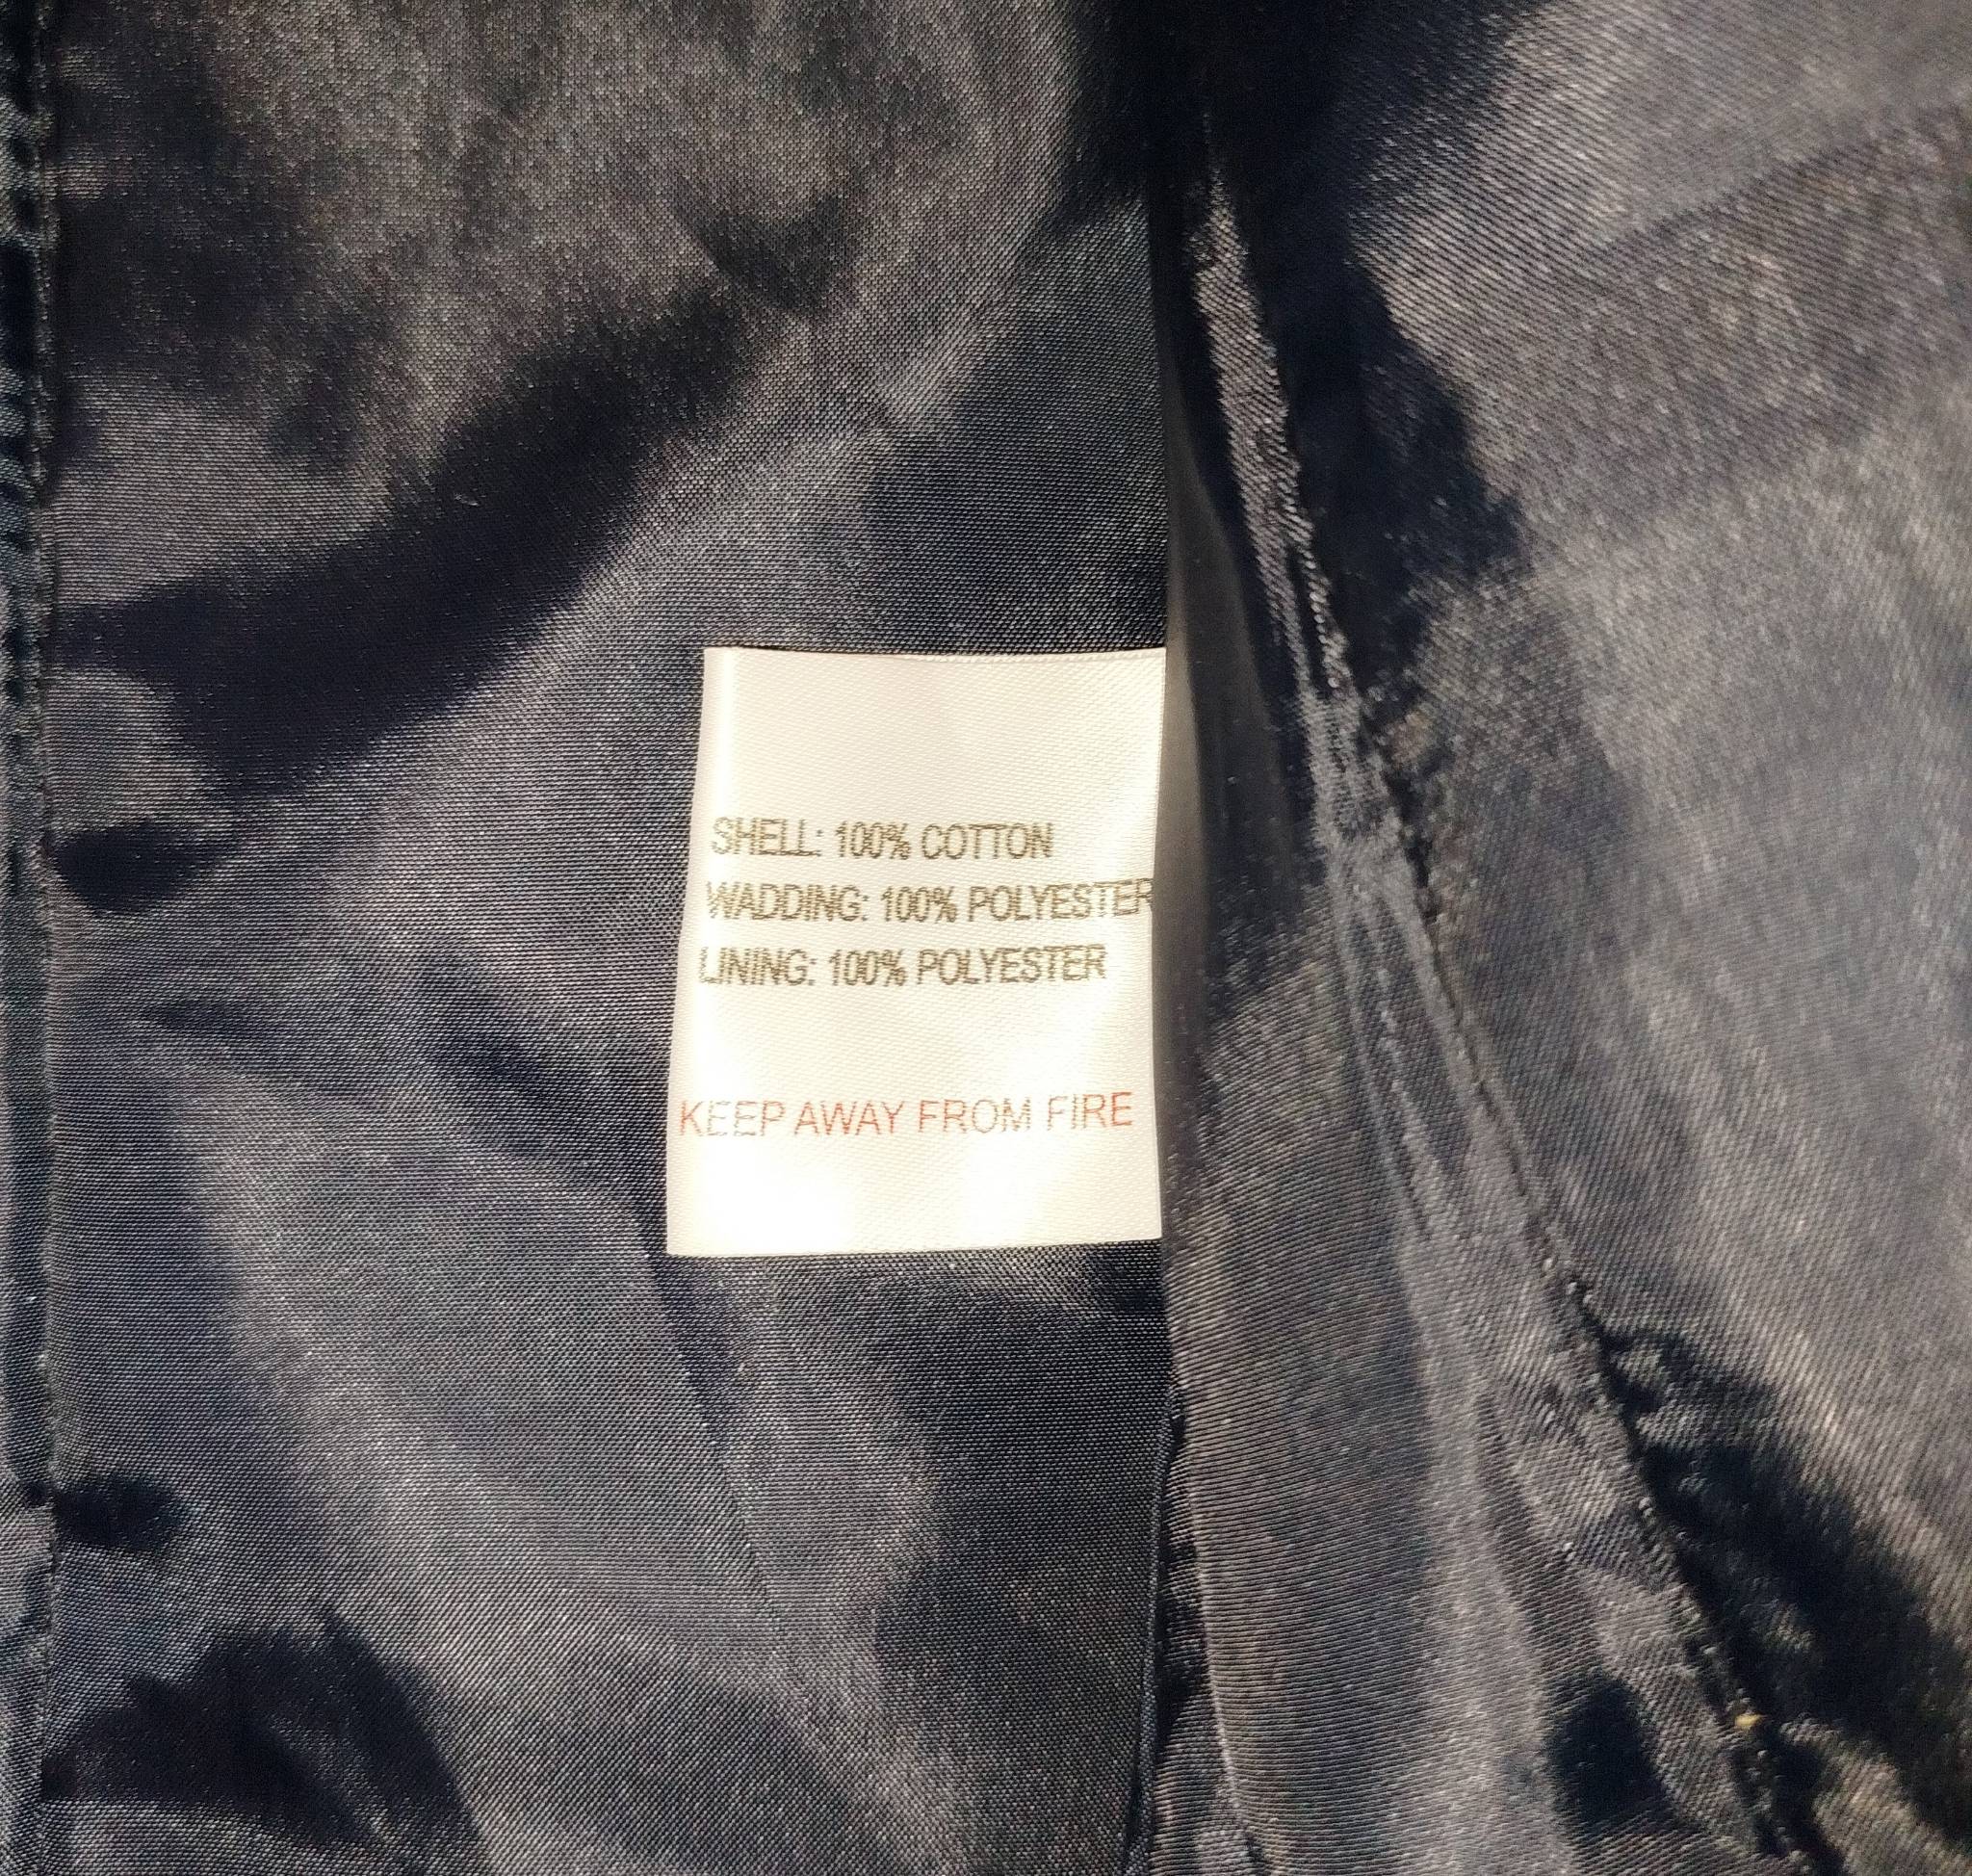 SHELL: 100% COTTON
WADDING: 100% POLYESTER
LINING: 100% POLYESTER
KEEP AWAY FROM FIRE